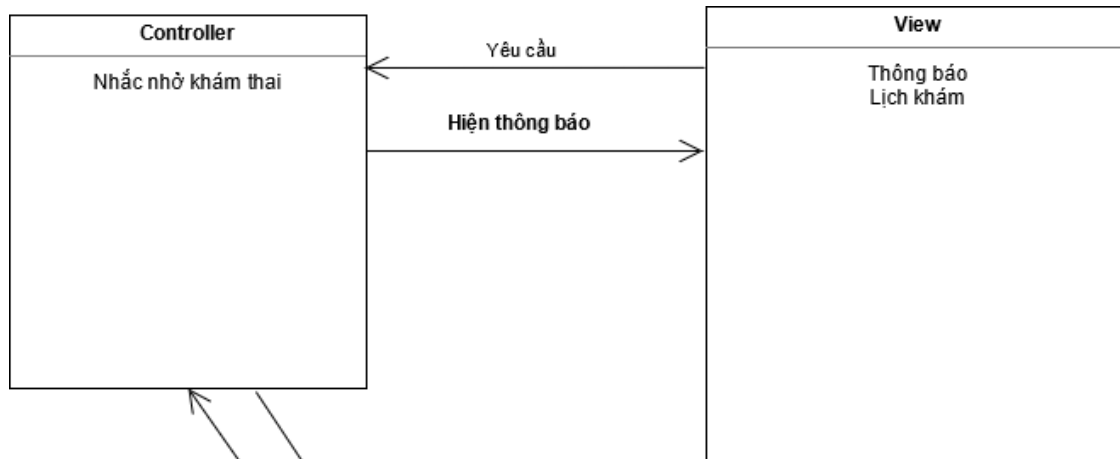 Controller
Nhắc nhở khám thai
Yêu cầu
Hiện thông báo
View
Thông báo
Lịch khám